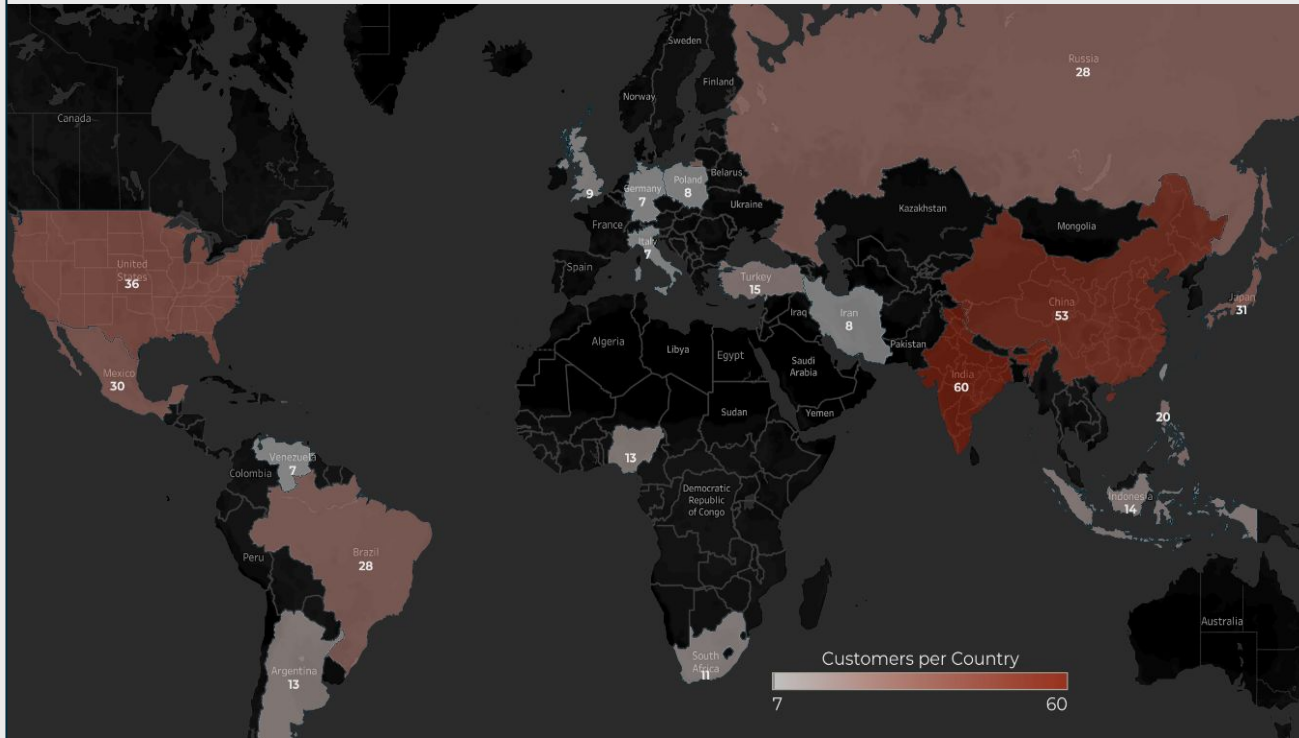 Sweden
Finland
Norway
Russia
28
Canada
Belarus
Poland
8
9
Germany
7
Ukraine
Kazakhstan
Mongolia
France
Italy
7
Spain
Turkey
15
United
States
36
China
53
Japan
31
Iraq
Iran
8
Pakistan
Algeria
Libya
Egypt
Saudi
Arabia
Mexico
30
India
60
Sudan
Yemen
20
Venezuela
7
Colombia
13
Democratic
Republic
of Congo
Indonesia
14
Peru
Brazil
28
Australia
Argentina
13
South
Africa
11
Customers per Country
7
60